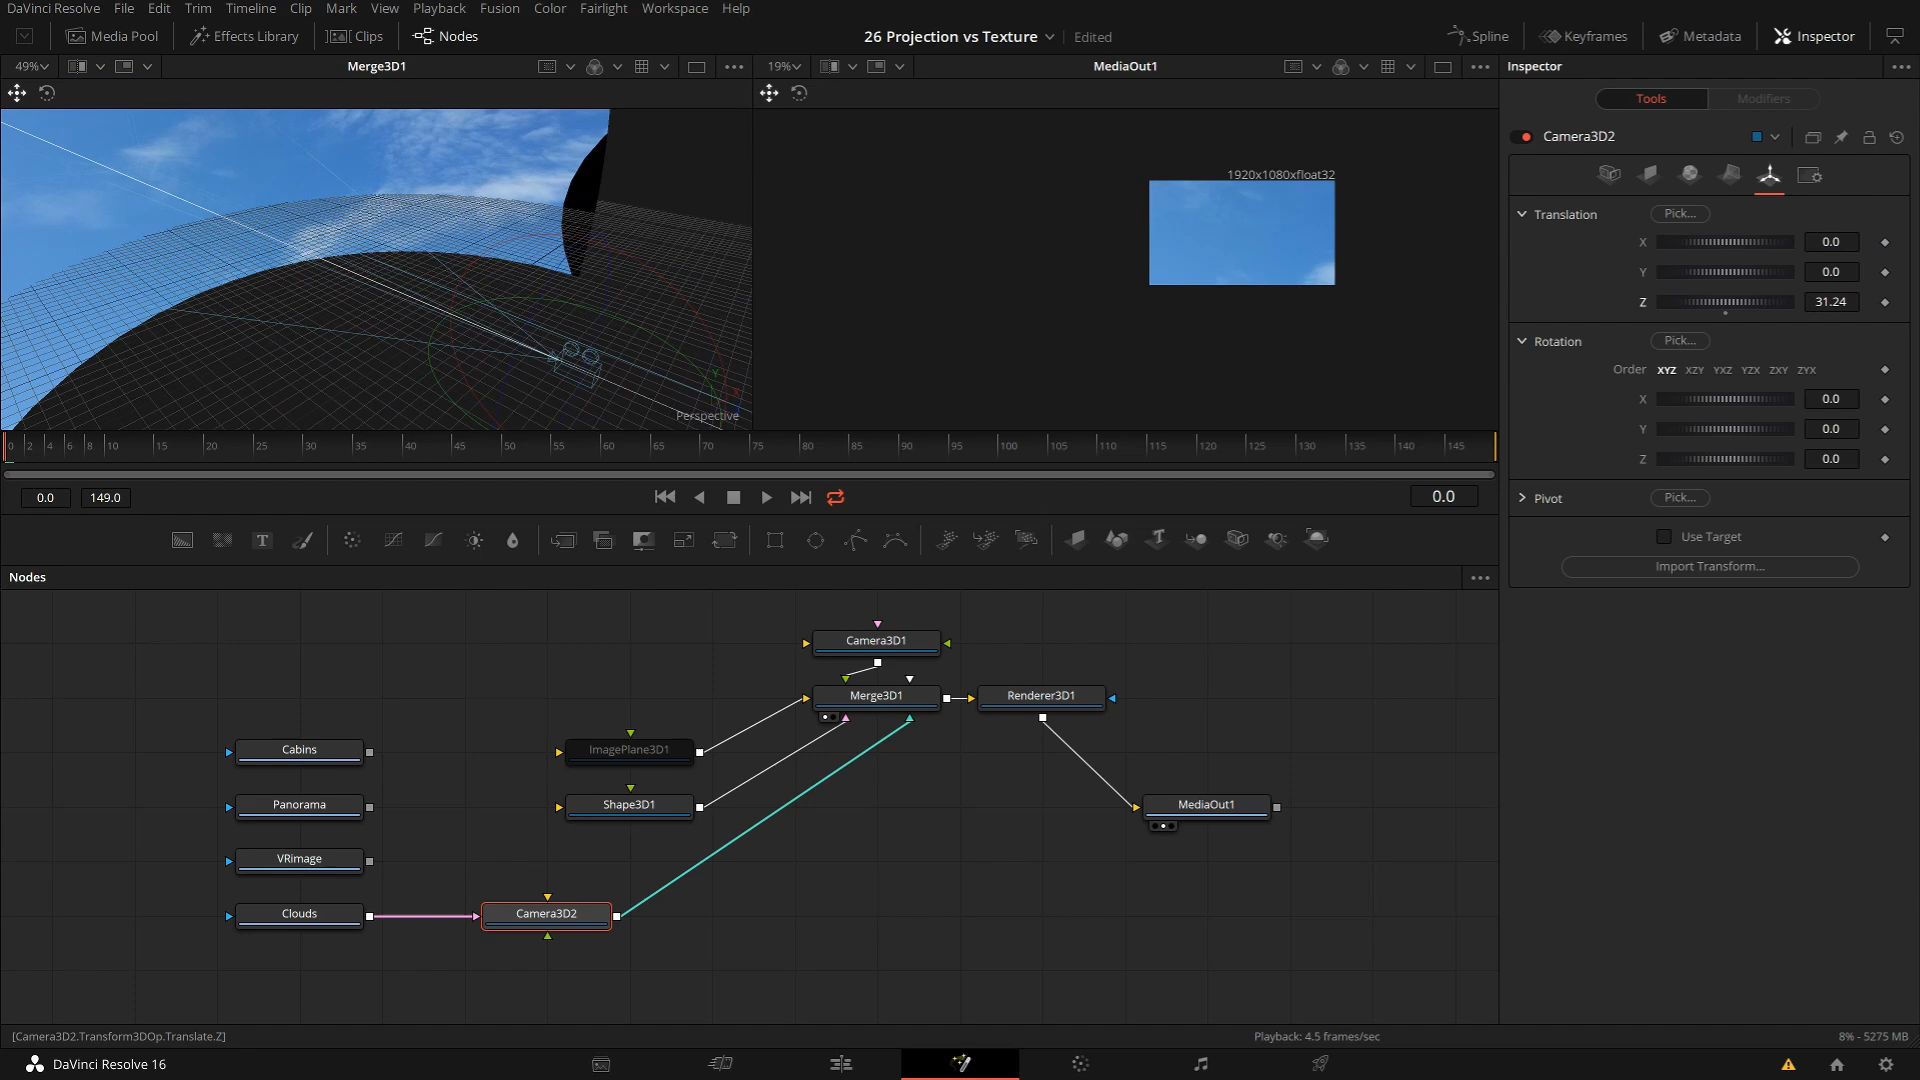 DaVinci Resolve File Edit Trim Timeline Clip Mark View Playback Fusion Color Fairlight Workspace Help
Media Pool Effects Library Clips Nodes 26 Projection vs Texture Edited Spline Keyframes Metadata Inspector
49% Merge3D1 19% MediaOut1 Inspector
Tools Modifiers
Camera3D2
1920x1080xfloat32
Translation Pick...
X 0.0
Y 0.0
Z 31.24
Rotation Pick...
Order XYZ XZY YXZ YZX ZXY ZYX
X 0.0
Y 0.0
Z 0.0
Pivot Pick...
Use Target
Import Transform...
Y
X
Perspective
0 2 4 6 8 10 15 20 25 30 35 40 45 50 55 60 65 70 75 80 85 90 95 100 105 110 115 120 125 130 135 140 145
0.0 149.0 0.0
T T
Nodes
Camera3D1
Merge3D1 Renderer3D1
Cabins ImagePlane3D1
Panorama Shape3D1 MediaOut1
VRimage
Clouds Camera3D2
[Camera3D2.Transform3DOp.Translate.Z] Playback: 4.5 frames/sec 8% - 5275 MB
DaVinci Resolve 16